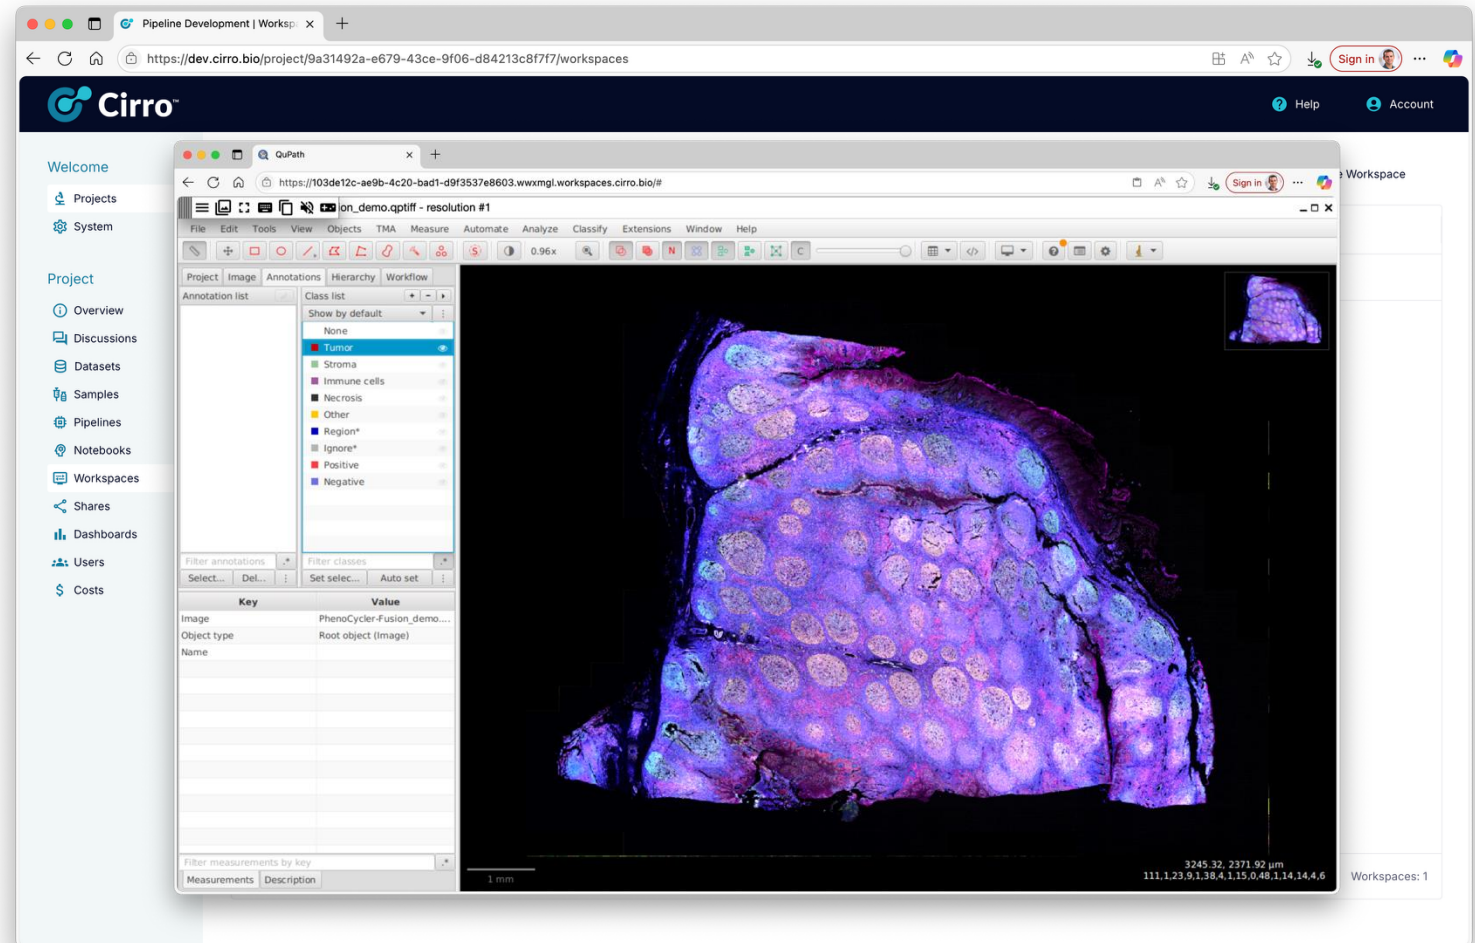 Pipeline Development | Worksp
https://dev.cirro.bio/project/9a31492a-e679-43ce-9f06-d84213c8f7f7/workspaces
Sign in
Cirro™
Help
Account
Welcome
Projects
System
Project
Overview
Discussions
Datasets
Samples
Pipelines
Notebooks
Workspaces
Shares
Dashboards
Users
Costs
Workspace
Workspaces: 1
QuPath
https://103de12c-ae9b-4c20-bad1-d9f3537e8603.wwxmgl.workspaces.cirro.bio/#
Sign in
ion_demo.qptiff - resolution #1
File Edit Tools View Objects TMA Measure Automate Analyze Classify Extensions Window Help
0.96x
N
C
Project Image Annotations Hierarchy Workflow
Annotation list
Class list
Show by default
None
Tumor
Stroma
Immune cells
Necrosis
Other
Region*
Ignore*
Positive
Negative
Filter annotations
Filter classes
Select... Del... Set selec... Auto set
Key Value
Image PhenoCycler-Fusion_demo....
Object type Root object (Image)
Name
Filter measurements by key
Measurements Description
1 mm
3245.32, 2371.92 µm
111,1,23,9,1,38,4,1,15,0,48,1,14,14,4,6